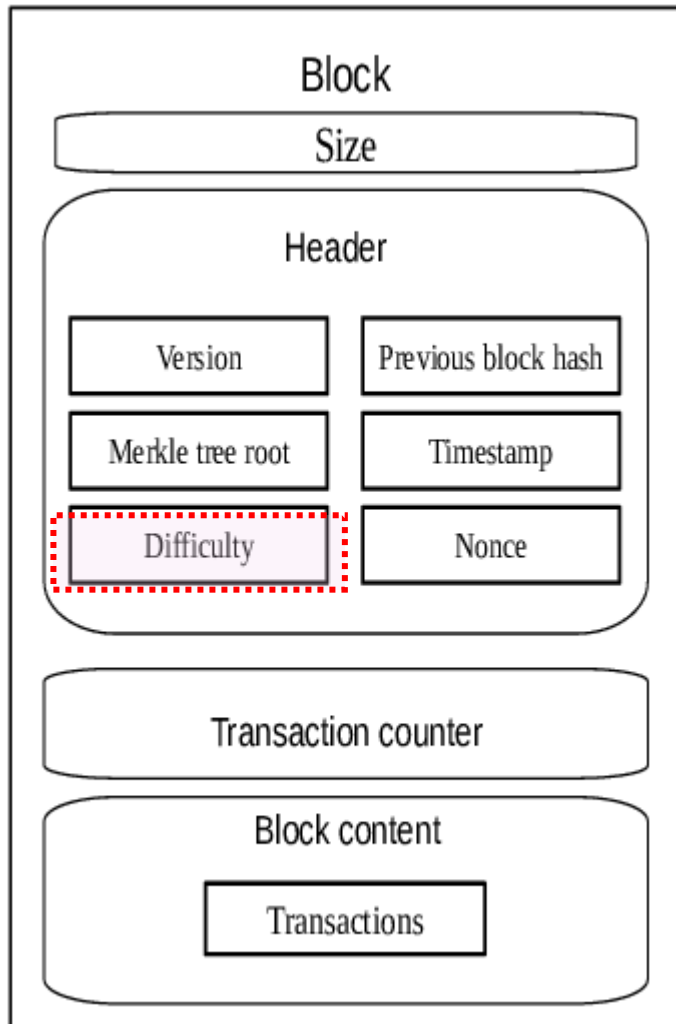 Block
Size
Header
Version
Previous block hash
Merkle tree root
Timestamp
Difficulty
Nonce
Transaction counter
Block content
Transactions